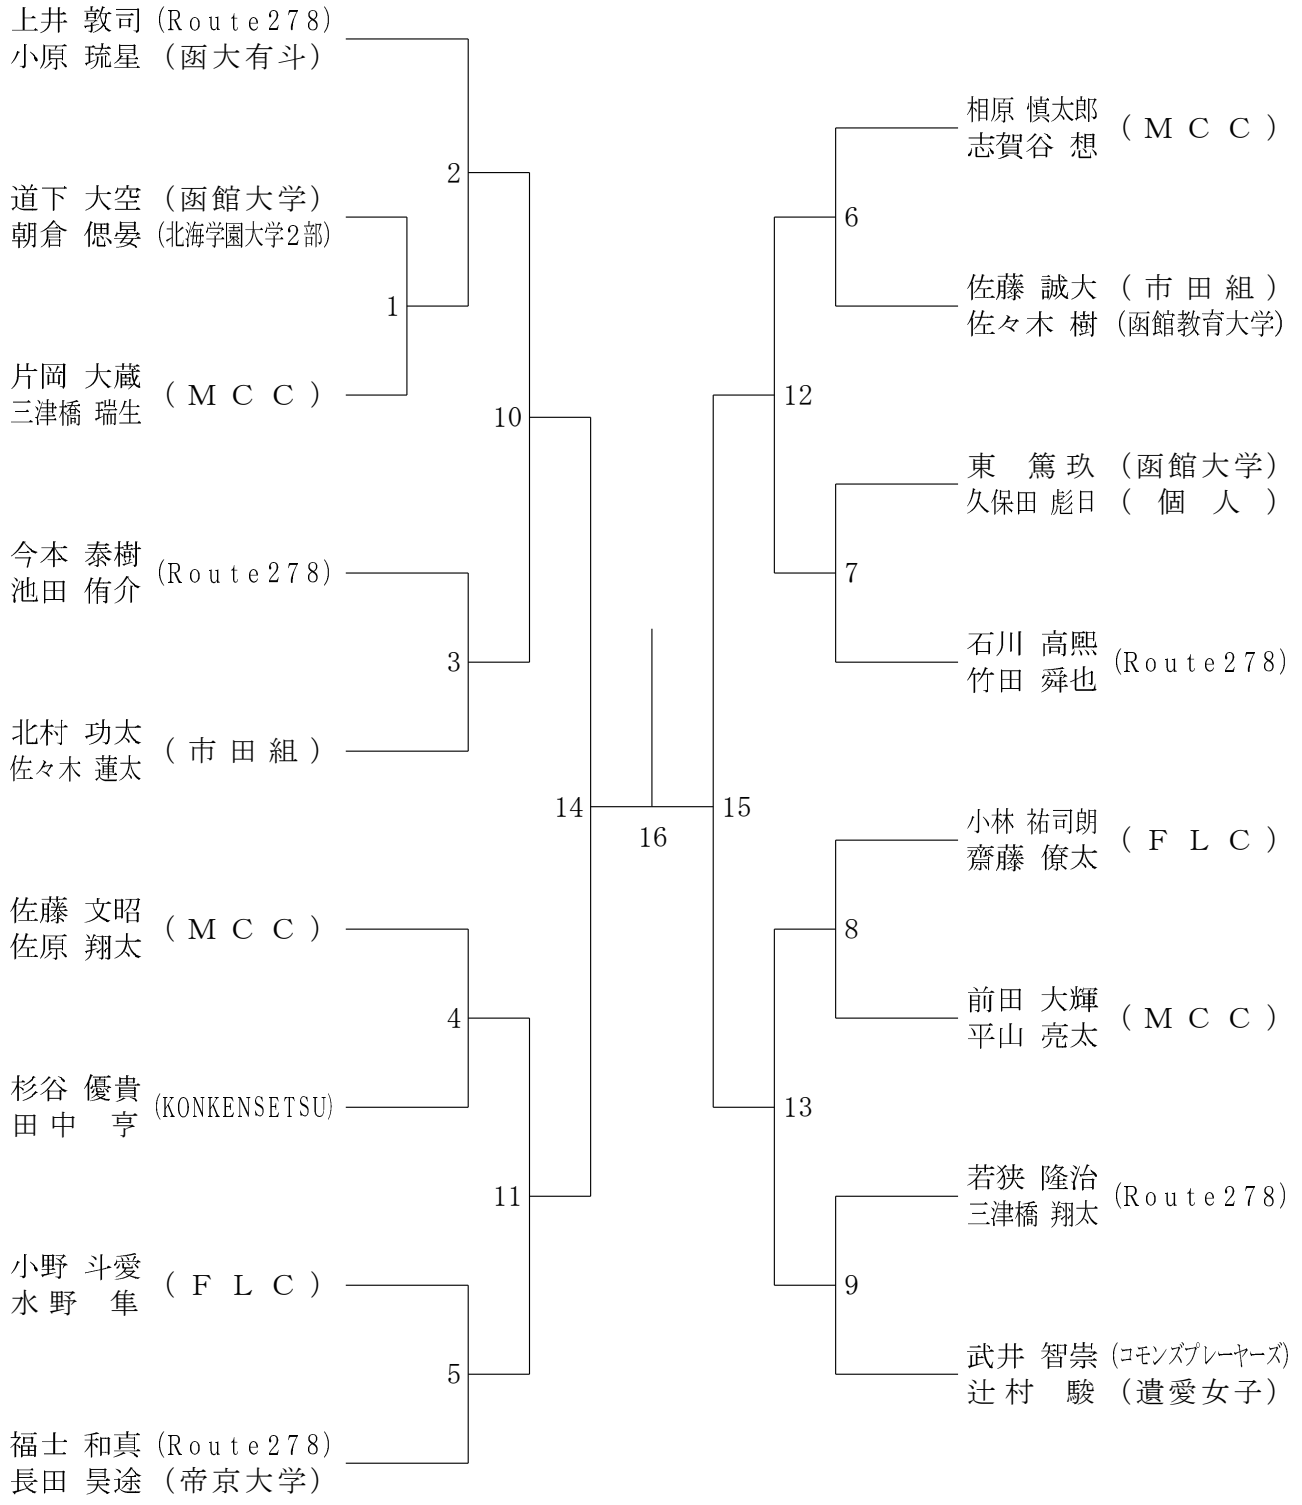 上井 敦司 (Route278)
小原 琉星 (函大有斗)
道下 大空 (函館大学)
朝倉 偲晏 (北海学園大学2部)
片岡 大蔵
三津橋 瑞生
(MCC)
今本 泰樹
池田 侑介
(Route278)
北村 功太
佐々木 蓮太
(市田組)
佐藤 文昭
佐原 翔太
(MCC)
杉谷 優貴
田中 亨
(KONKENSETSU)
小野 斗愛
水野 隼
(FLC)
福士 和真 (Route278)
長田 昊途 (帝京大学)
2
1
10
3
14
4
11
5
16
6
12
7
15
8
13
9
相原 慎太郎
志賀谷 想
(MCC)
佐藤 誠大 (市田組)
佐々木 樹 (函館教育大学)
東 篤玖 (函館大学)
久保田 彪日 (個人)
石川 高熙
竹田 舜也
(Route278)
小林 祐司朗
齋藤 僚太
(FLC)
前田 大輝
平山 亮太
(MCC)
若狭 隆治
三津橋 翔太
(Route278)
武井 智崇 (コモンズプレーヤーズ)
辻村 駿 (遺愛女子)